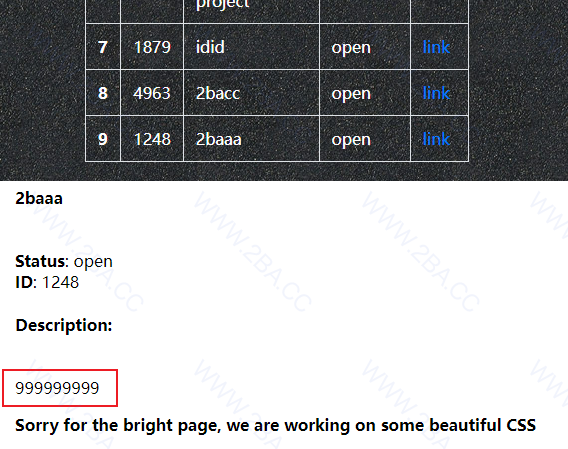 project
7 1879 idid open link
8 4963 2bacc open link
9 1248 2baaa open link
2baaa
Status: open
ID: 1248
Description:
999999999
Sorry for the bright page, we are working on some beautiful CSS
WWW.2BA.CC
WWW.2BA.CC
WWW.2BA.CC